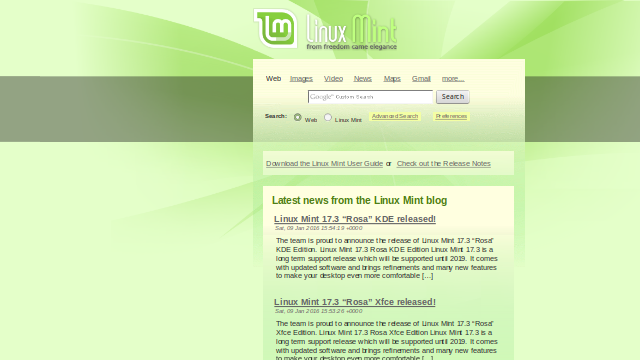 Linux Mint
from freedom came elegance
Web Images Video News Maps Gmail more...
Google™ Custom Search Search
Search: Web Linux Mint Advanced Search Preferences
Download the Linux Mint User Guide or Check out the Release Notes
Latest news from the Linux Mint blog
Linux Mint 17.3 “Rosa” KDE released!
Sat, 09 Jan 2016 15:54:19 +0000
The team is proud to announce the release of Linux Mint 17.3 “Rosa”
KDE Edition. Linux Mint 17.3 Rosa KDE Edition Linux Mint 17.3 is a
long term support release which will be supported until 2019. It comes
with updated software and brings refinements and many new features
to make your desktop even more comfortable [...]
Linux Mint 17.3 “Rosa” Xfce released!
Sat, 09 Jan 2016 15:53:26 +0000
The team is proud to announce the release of Linux Mint 17.3 “Rosa”
Xfce Edition. Linux Mint 17.3 Rosa Xfce Edition Linux Mint 17.3 is a
long term support release which will be supported until 2019. It comes
with updated software and brings refinements and many new features
to make your desktop even more comfortable [...]